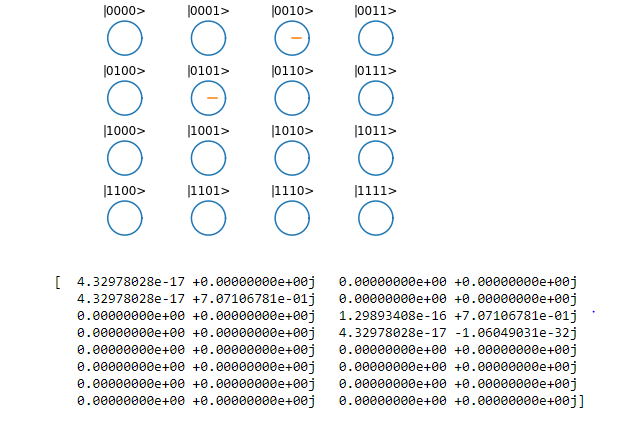 |0000> |0001> |0010> |0011>
|0100> |0101> |0110> |0111>
|1000> |1001> |1010> |1011>
|1100> |1101> |1110> |1111>
[ 4.32978028e-17 +0.00000000e+00j 0.00000000e+00 +0.00000000e+00j
4.32978028e-17 +7.07106781e-01j 0.00000000e+00 +0.00000000e+00j
0.00000000e+00 +0.00000000e+00j 1.29893408e-16 +7.07106781e-01j
0.00000000e+00 +0.00000000e+00j 4.32978028e-17 -1.06049031e-32j
0.00000000e+00 +0.00000000e+00j 0.00000000e+00 +0.00000000e+00j
0.00000000e+00 +0.00000000e+00j 0.00000000e+00 +0.00000000e+00j
0.00000000e+00 +0.00000000e+00j 0.00000000e+00 +0.00000000e+00j
0.00000000e+00 +0.00000000e+00j 0.00000000e+00 +0.00000000e+00j]